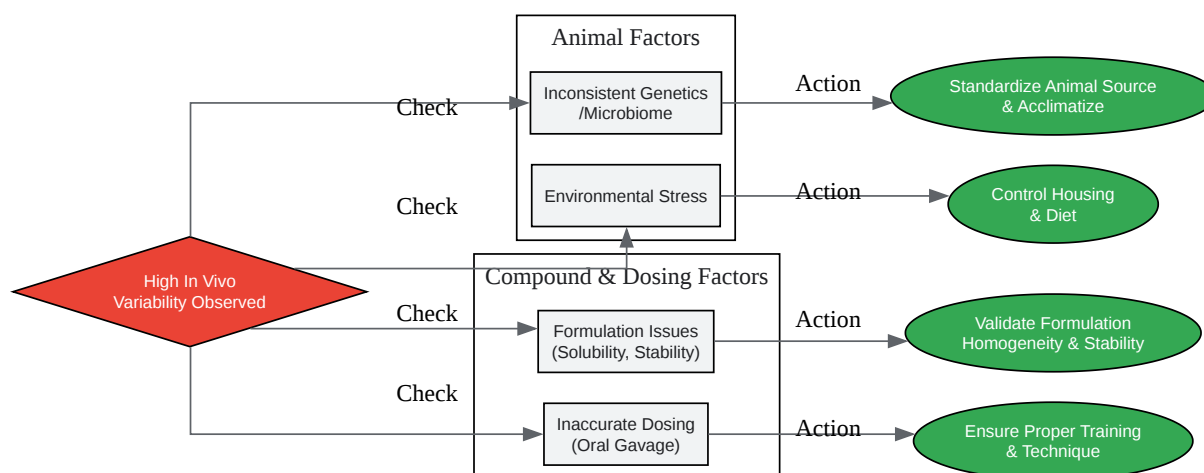 Animal Factors
Inconsistent Genetics
/Microbiome
Check
Action
Standardize Animal Source
& Acclimatize
Environmental Stress
Check
Action
Control Housing
& Diet
High In Vivo
Variability Observed
Compound & Dosing Factors
Check
Formulation Issues
(Solubility, Stability)
Action
Validate Formulation
Homogeneity & Stability
Check
Inaccurate Dosing
(Oral Gavage)
Action
Ensure Proper Training
& Technique